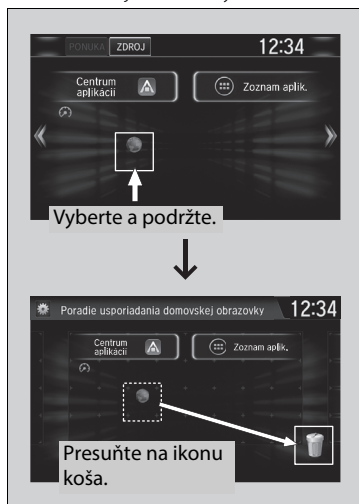 PONUKA ZDROJ 12:34
Centrum
aplikácií
Zoznam aplik.
Vyberte a podržte.
Poradie usporiadania domovskej obrazovky 12:34
Centrum
aplikácií
Zoznam aplik.
Presuňte na ikonu
koša.